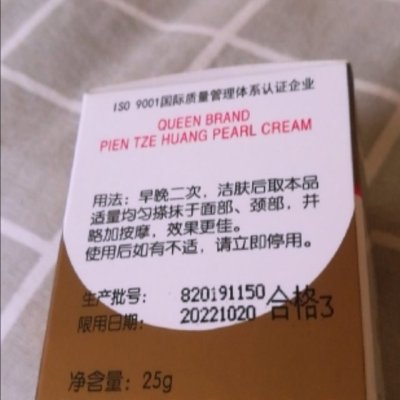 ISO 9001国际质量管理体系认证企业
QUEEN BRAND
PIEN TZE HUANG PEARL CREAM
用法：早晚二次，洁肤后取本品
适量均匀搽抹于面部、颈部，并
略加按摩，效果更佳。
使用后如有不适，请立即停用。
生产批号： 820191150 合格3
限用日期： 20221020
净含量：25g